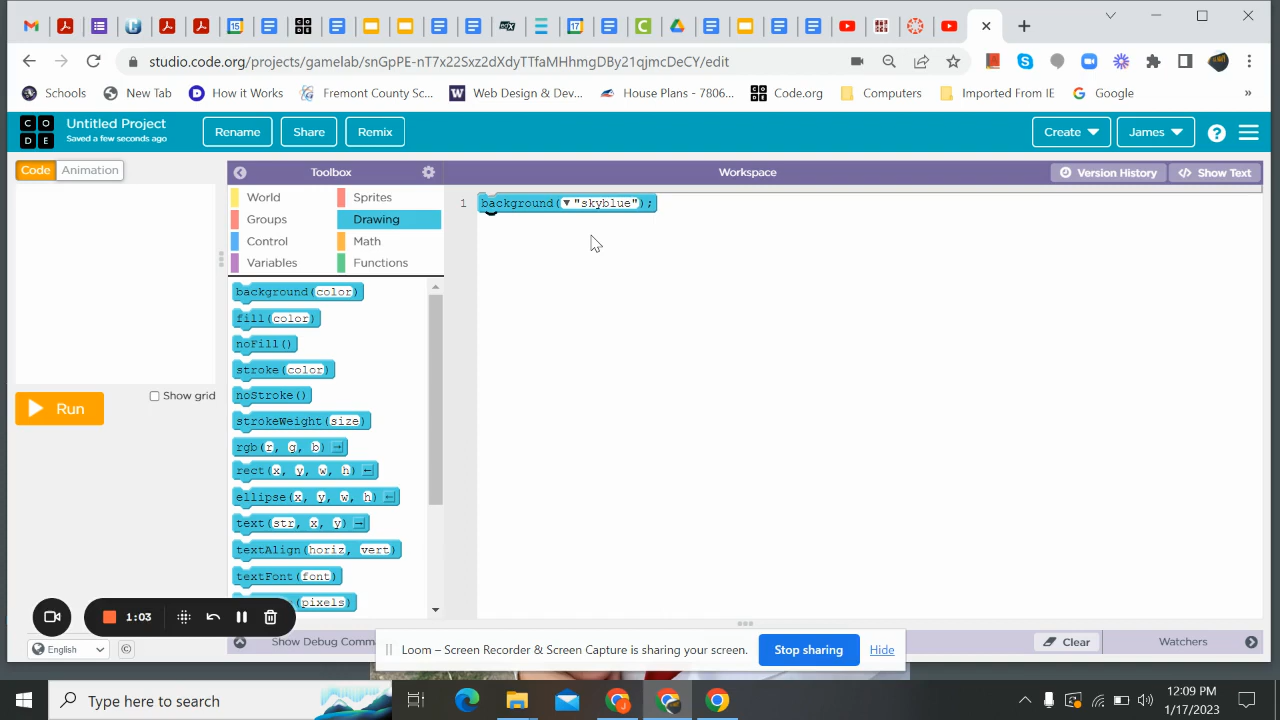 studio.code.org/projects/gamelab/snGpPE-nT7x22Sxz2dXdyTTfaMHhmgDBy21qjmcDeCY/edit
Schools New Tab How it Works Fremont County Sc... Web Design & Dev... House Plans - 7806... Code.org Computers Imported From IE Google »
CODE Untitled Project
Saved a few seconds ago
Rename Share Remix Create James ?
Code Animation Toolbox Workspace Version History </> Show Text
World Sprites
Groups Drawing
Control Math
Variables Functions
1 background("skyblue");
background(color)
fill(color)
noFill()
stroke(color)
noStroke()
Run Show grid
strokeWeight(size)
rgb(r, g, b)
rect(x, y, w, h)
ellipse(x, y, w, h)
text(str, x, y)
textAlign(horiz, vert)
textFont(font)
pixels)
1:03
English Show Debug Comma Clear Watchers
Loom – Screen Recorder & Screen Capture is sharing your screen. Stop sharing Hide
Type here to search
12:09 PM
1/17/2023